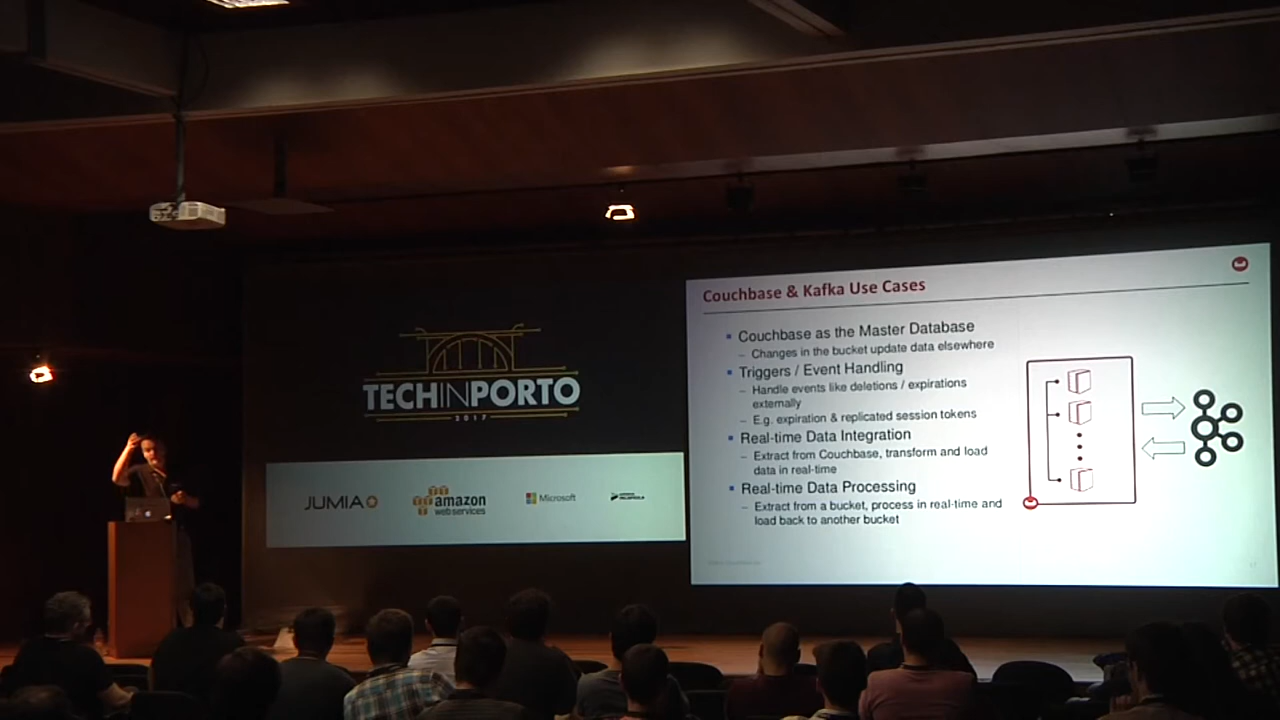 TECHINPORTO
2017
JUMIA
amazon
web services
Microsoft
Couchbase & Kafka Use Cases
▪ Couchbase as the Master Database
– Changes in the bucket update data elsewhere
▪ Triggers / Event Handling
– Handle events like deletions / expirations
externally
– E.g. expiration & replicated session tokens
▪ Real-time Data Integration
– Extract from Couchbase, transform and load
data in real-time
▪ Real-time Data Processing
– Extract from a bucket, process in real-time and
load back to another bucket